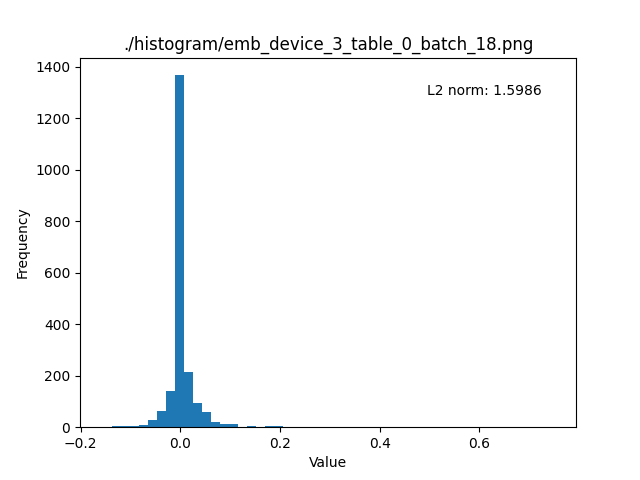 ./histogram/emb_device_3_table_0_batch_18.png
L2 norm: 1.5986
1400
1200
1000
800
600
400
200
0
Frequency
−0.2 0.0 0.2 0.4 0.6
Value